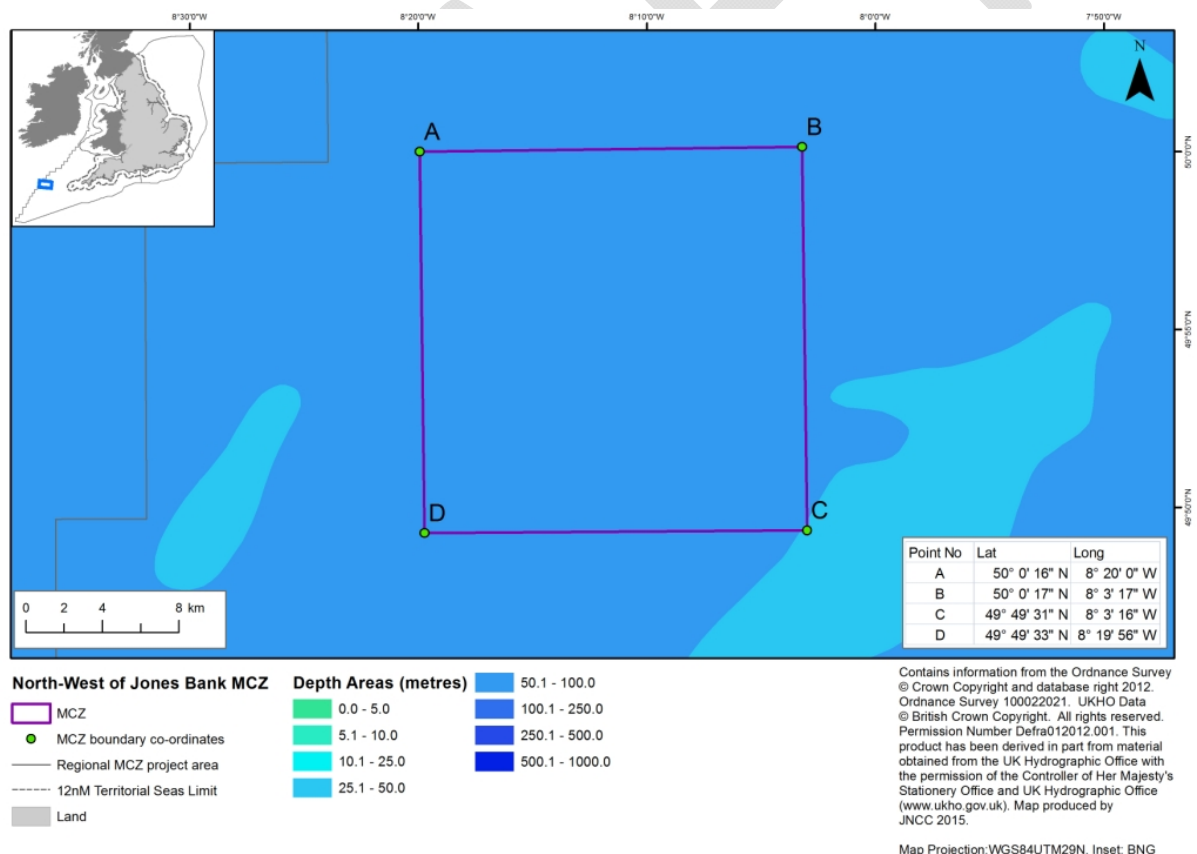 8°30'0"W 8°20'0"W 8°10'0"W 8°0'0"W 7°50'0"W
N
A
B
50°0'0"N
49°55'0"N
49°50'0"N
D
C
Point No Lat Long
A 50° 0' 16" N 8° 20' 0" W
B 50° 0' 17" N 8° 3' 17" W
C 49° 49' 31" N 8° 3' 16" W
D 49° 49' 33" N 8° 19' 56" W
0 2 4 8 km
North-West of Jones Bank MCZ
MCZ
MCZ boundary co-ordinates
Regional MCZ project area
12nM Territorial Seas Limit
Land
Depth Areas (metres)
0.0 - 5.0
5.1 - 10.0
10.1 - 25.0
25.1 - 50.0
50.1 - 100.0
100.1 - 250.0
250.1 - 500.0
500.1 - 1000.0
Contains information from the Ordnance Survey
© Crown Copyright and database right 2012.
Ordnance Survey 100022021. UKHO Data
© British Crown Copyright. All rights reserved.
Permission Number Defra012012.001. This
product has been derived in part from material
obtained from the UK Hydrographic Office with
the permission of the Controller of Her Majesty's
Stationery Office and UK Hydrographic Office
(www.ukho.gov.uk). Map produced by
JNCC 2015.
Map Projection:WGS84UTM29N. Inset: BNG